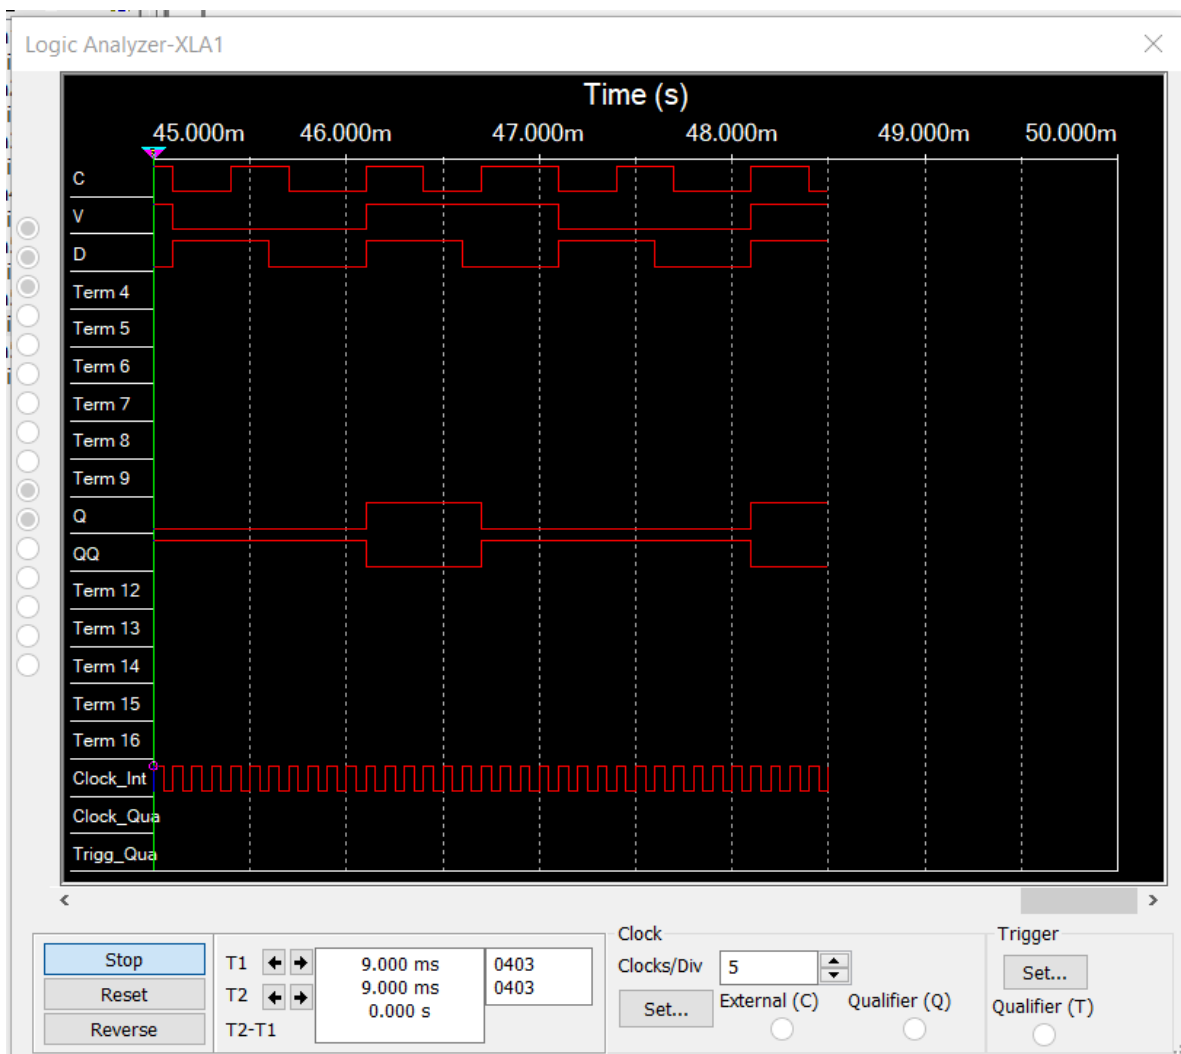 Logic Analyzer-XLA1
Time (s)
45.000m 46.000m 47.000m 48.000m 49.000m 50.000m
C
V
D
Term 4
Term 5
Term 6
Term 7
Term 8
Term 9
Q
QQ
Term 12
Term 13
Term 14
Term 15
Term 16
Clock_Int
Clock_Qua
Trigg_Qua
Stop
Reset
Reverse
T1 9.000 ms 0403
T2 9.000 ms 0403
T2-T1 0.000 s
Clock
Clocks/Div 5
Set... External (C) Qualifier (Q)
Trigger
Set...
Qualifier (T)